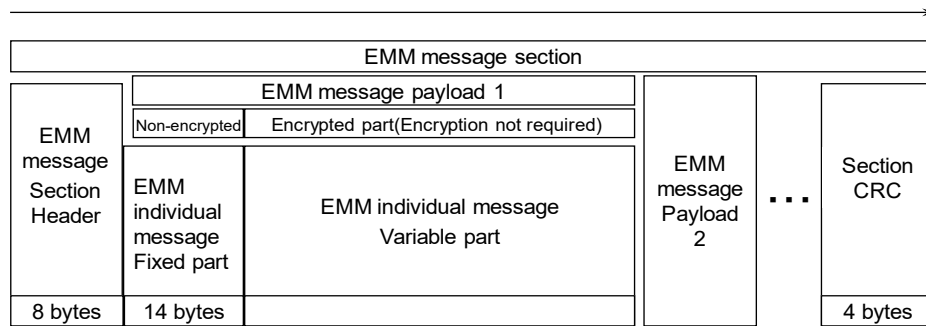 EMM message section
EMM message payload 1
Non-encrypted
Encrypted part(Encryption not required)
EMM
message
Section
Header
EMM
individual
message
Fixed part
EMM individual message
Variable part
EMM
message
Payload
2
...
Section
CRC
8 bytes
14 bytes
4 bytes